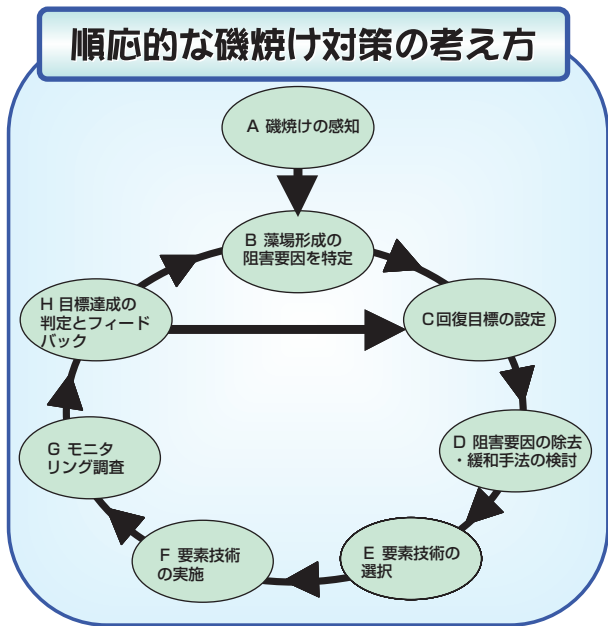 順応的な磯焼け対策の考え方
A 磯焼けの感知
B 藻場形成の
阻害要因を特定
C回復目標の設定
D 阻害要因の除去
・緩和手法の検討
E 要素技術の
選択
F 要素技術
の実施
G モニタ
リング調査
H 目標達成の
判定とフィード
バック